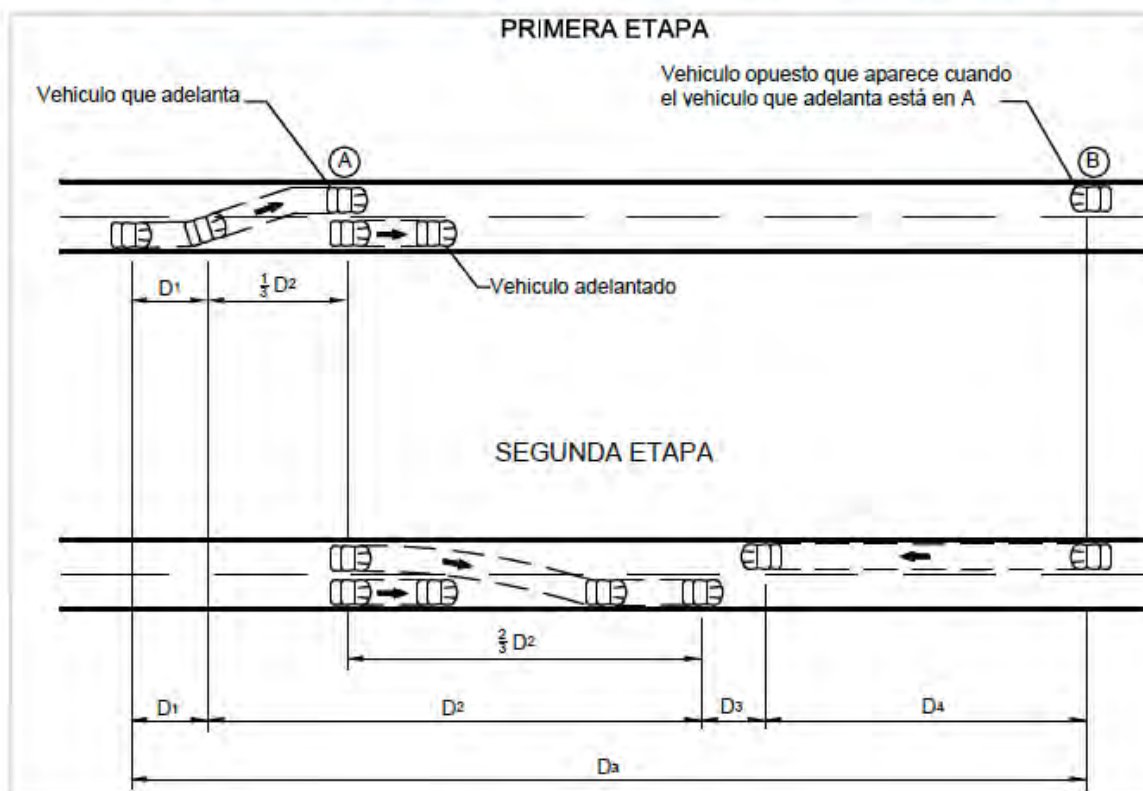 PRIMERA ETAPA
Vehiculo que adelanta
Vehiculo opuesto que aparece cuando
el vehiculo que adelanta está en A
A
B
D1
1/3 D2
Vehiculo adelantado
SEGUNDA ETAPA
2/3 D2
D1
D2
D3
D4
Da